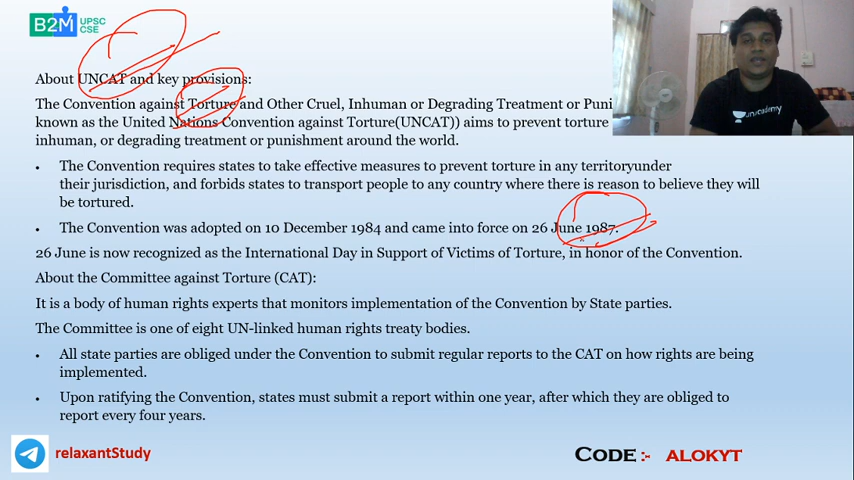 B2M UPSC
CSE
About UNCAT and key provisions:
The Convention against Torture and Other Cruel, Inhuman or Degrading Treatment or Puni
known as the United Nations Convention against Torture(UNCAT)) aims to prevent torture
inhuman, or degrading treatment or punishment around the world.
• The Convention requires states to take effective measures to prevent torture in any territoryunder
their jurisdiction, and forbids states to transport people to any country where there is reason to believe they will
be tortured.
• The Convention was adopted on 10 December 1984 and came into force on 26 June 1987.
26 June is now recognized as the International Day in Support of Victims of Torture, in honor of the Convention.
About the Committee against Torture (CAT):
It is a body of human rights experts that monitors implementation of the Convention by State parties.
The Committee is one of eight UN-linked human rights treaty bodies.
• All state parties are obliged under the Convention to submit regular reports to the CAT on how rights are being
implemented.
• Upon ratifying the Convention, states must submit a report within one year, after which they are obliged to
report every four years.
unacademy
relaxantStudy
CODE :- ALOKYT